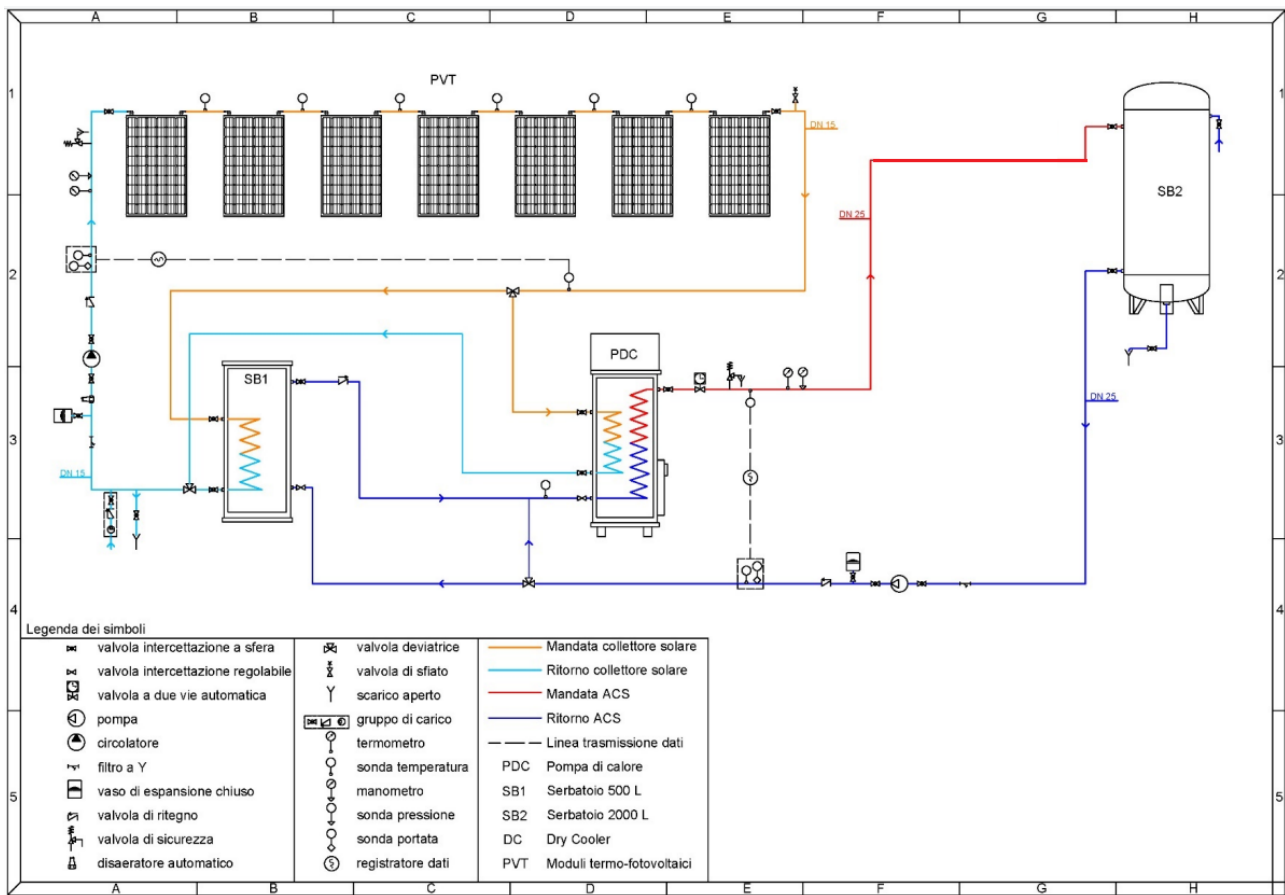 A B C D E F G H
1 1
PVT
DN 15
SB2
DN 25
2 2
PDC
SB1
DN 25
3 3
DN 15
4 4
Legenda dei simboli
valvola intercettazione a sfera
valvola intercettazione regolabile
valvola a due vie automatica
pompa
circolatore
filtro a Y
vaso di espansione chiuso
valvola di ritegno
valvola di sicurezza
disaeratore automatico
valvola deviatrice
valvola di sfiato
scarico aperto
gruppo di carico
termometro
sonda temperatura
manometro
sonda pressione
sonda portata
registratore dati
Mandata collettore solare
Ritorno collettore solare
Mandata ACS
Ritorno ACS
Linea trasmissione dati
PDC Pompa di calore
SB1 Serbatoio 500 L
SB2 Serbatoio 2000 L
DC Dry Cooler
PVT Moduli termo-fotovoltaici
5 5
A B C D E F G H